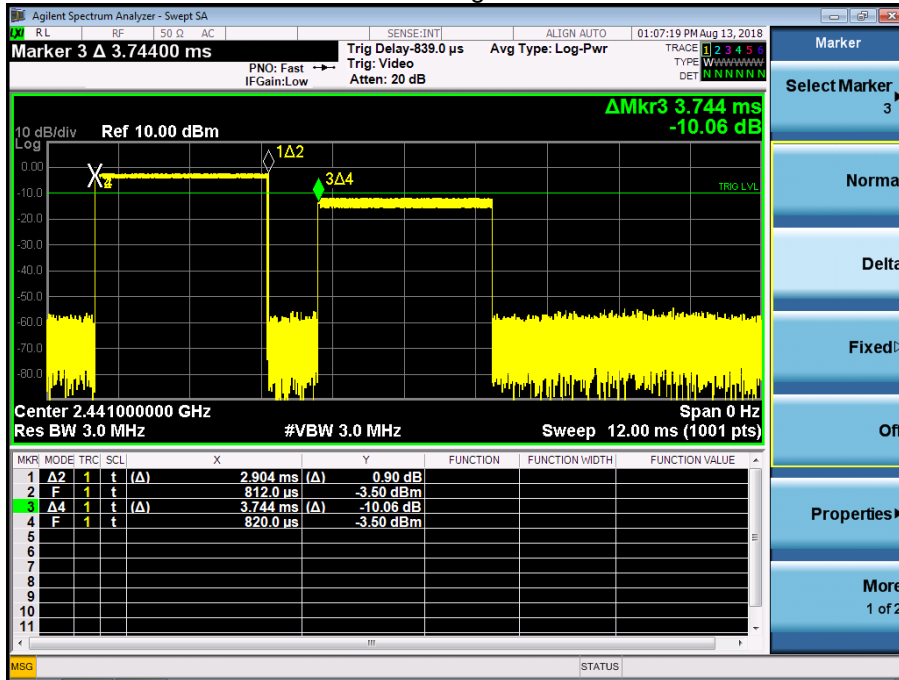 Agilent Spectrum Analyzer - Swept SA
LXI RL RF 50 Ω AC SENSE:INT ALIGN AUTO 01:07:19 PM Aug 13, 2018
Marker 3 Δ 3.74400 ms
Trig Delay-839.0 µs Avg Type: Log-Pwr TRACE 1 2 3 4 5 6
PNO: Fast Trig: Video TYPE WWWWWW
IFGain:Low Atten: 20 dB DET N N N N N N
Marker
Select Marker
3
Norma
Delta
Fixed
Of
Properties
More
1 of 2
ΔMkr3 3.744 ms
-10.06 dB
10 dB/div Ref 10.00 dBm
Log
1Δ2
0.00
3Δ4
TRIG LVL
-10.0
-20.0
-30.0
-40.0
-50.0
-60.0
-70.0
-80.0
Center 2.441000000 GHz Span 0 Hz
Res BW 3.0 MHz #VBW 3.0 MHz Sweep 12.00 ms (1001 pts)
MKR MODE TRC SCL X Y FUNCTION FUNCTION WIDTH FUNCTION VALUE
1 Δ2 1 t (Δ) 2.904 ms (Δ) 0.90 dB
2 F 1 t 812.0 µs -3.50 dBm
3 Δ4 1 t (Δ) 3.744 ms (Δ) -10.06 dB
4 F 1 t 820.0 µs -3.50 dBm
5
6
7
8
9
10
11
MSG STATUS